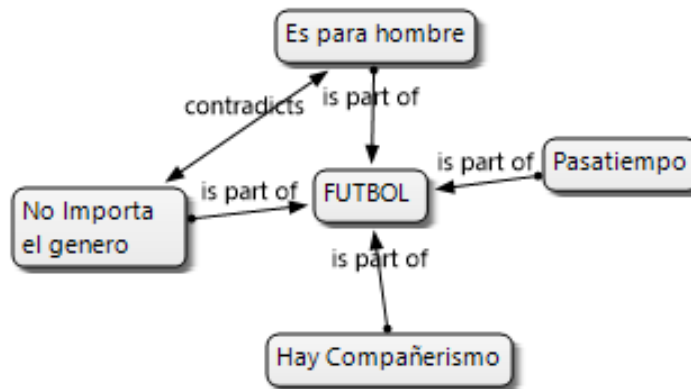 Es para hombre
contradicts
is part of
is part of
Pasatiempo
is part of
FUTBOL
No Importa
el genero
is part of
Hay Compañerismo